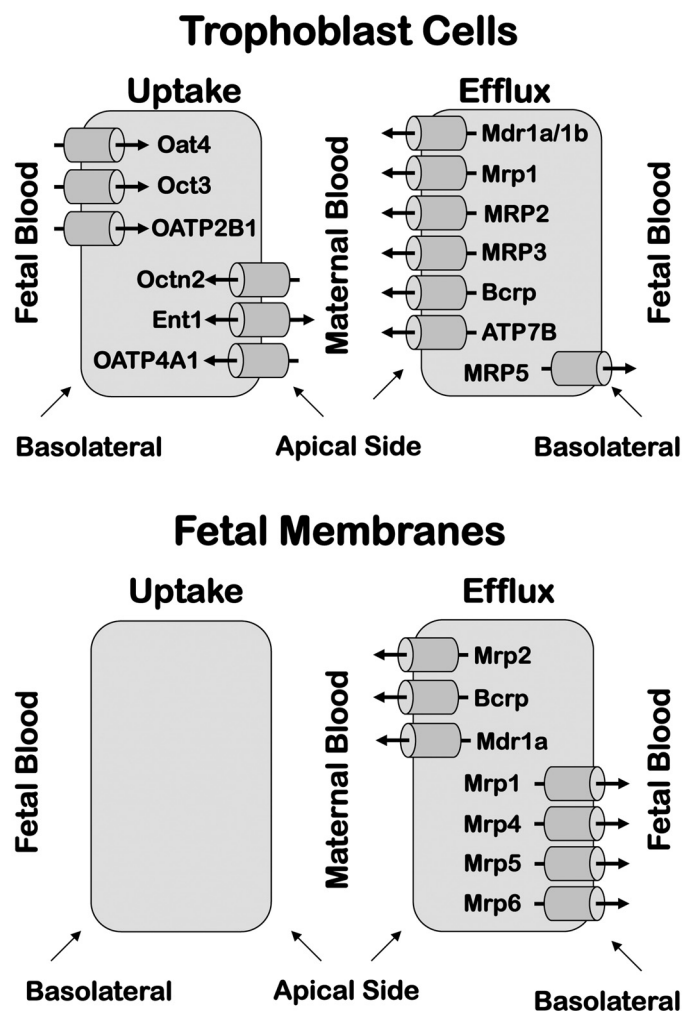 Trophoblast Cells
Uptake
Efflux
Fetal Blood
Oat4
Oct3
OATP2B1
Octn2
Ent1
OATP4A1
Maternal Blood
Mdr1a/1b
Mrp1
MRP2
MRP3
Bcrp
ATP7B
MRP5
Fetal Blood
Basolateral
Apical Side
Basolateral
Fetal Membranes
Uptake
Efflux
Fetal Blood
Maternal Blood
Mrp2
Bcrp
Mdr1a
Mrp1
Mrp4
Mrp5
Mrp6
Fetal Blood
Basolateral
Apical Side
Basolateral